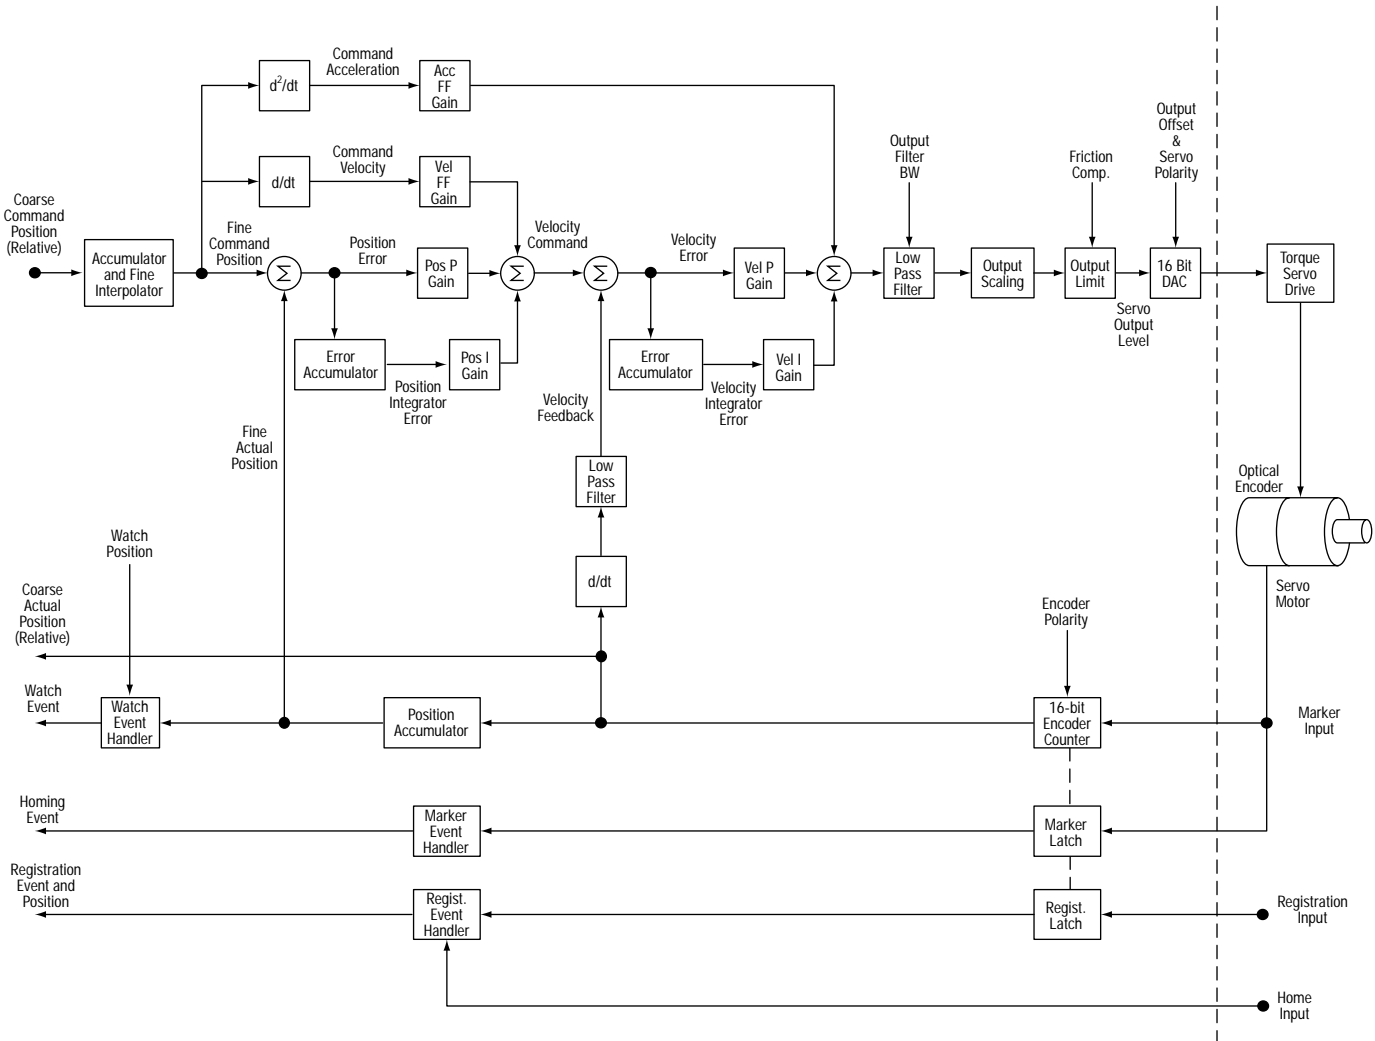 Command
Acceleration
d²/dt
Acc
FF
Gain
Output
Offset
&
Servo
Polarity
Output
Filter
BW
Friction
Comp.
Command
Velocity
d/dt
Vel
FF
Gain
Coarse
Command
Position
(Relative)
Accumulator
and Fine
Interpolator
Fine
Command
Position
Σ
Position
Error
Pos P
Gain
Σ
Velocity
Command
Σ
Velocity
Error
Vel P
Gain
Σ
Low
Pass
Filter
Output
Scaling
Output
Limit
Servo
Output
Level
16 Bit
DAC
Torque
Servo
Drive
Error
Accumulator
Position
Integrator
Error
Pos I
Gain
Error
Accumulator
Velocity
Integrator
Error
Vel I
Gain
Velocity
Feedback
Fine
Actual
Position
Low
Pass
Filter
Optical
Encoder
Watch
Position
d/dt
Servo
Motor
Coarse
Actual
Position
(Relative)
Encoder
Polarity
Watch
Event
Watch
Event
Handler
Position
Accumulator
16-bit
Encoder
Counter
Marker
Input
Homing
Event
Marker
Event
Handler
Marker
Latch
Registration
Event and
Position
Regist.
Event
Handler
Regist.
Latch
Registration
Input
Home
Input